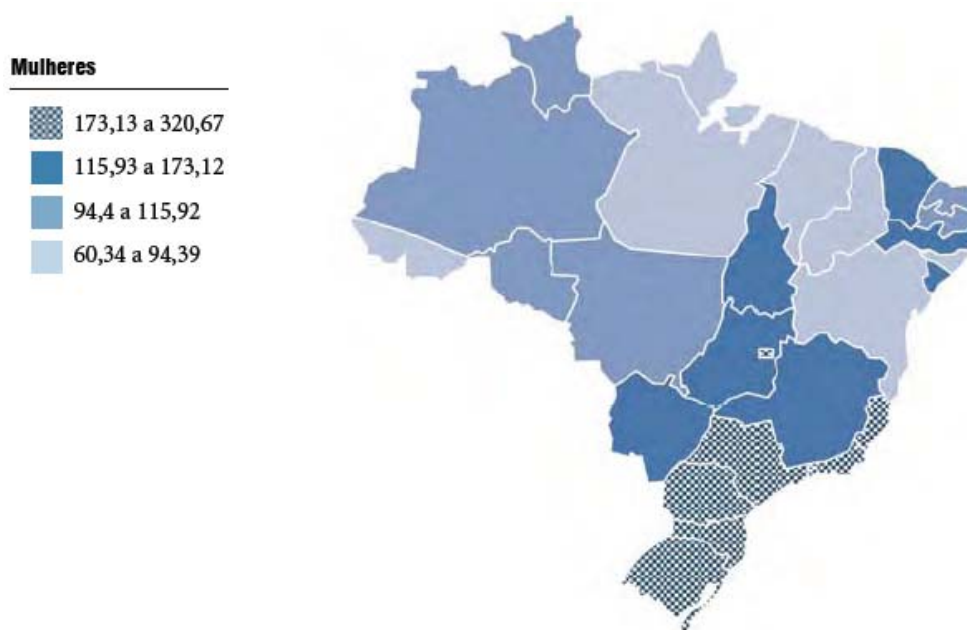 Mulheres
173,13 a 320,67
115,93 a 173,12
94,4 a 115,92
60,34 a 94,39